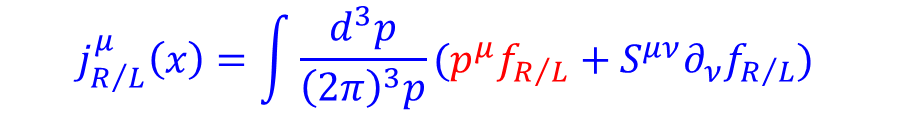 j^μ_{R/L}(x) = ∫ d³p/((2π)³p) (p^μ f_{R/L} + S^{μν} ∂_ν f_{R/L})